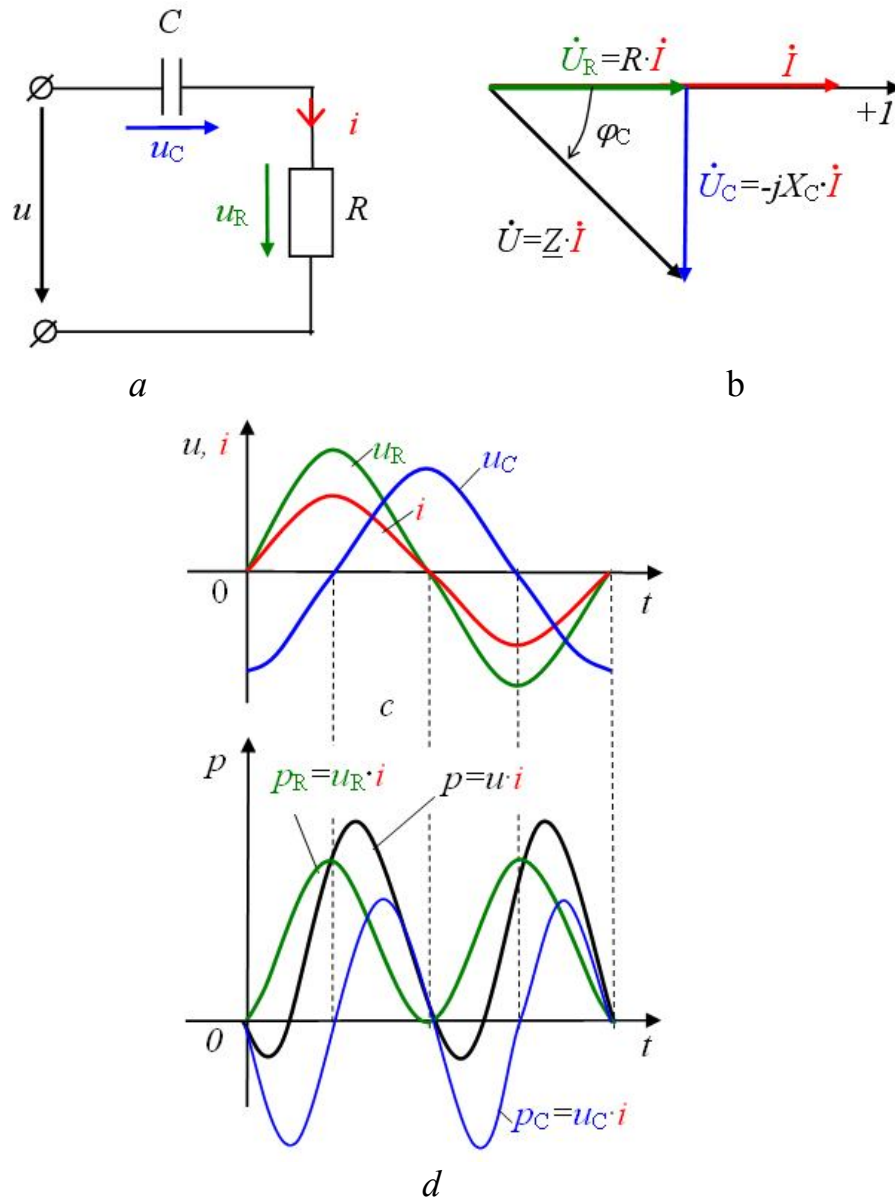 C
i
u_C
u
u_R
R
a
U̇_R=R·İ
İ
+1
φ_C
U̇_C=-jX_C·İ
U̇=Z̲·İ
b
u, i
u_R
u_C
i
0
t
c
p
p_R=u_R·i
p=u·i
0
t
p_C=u_C·i
d